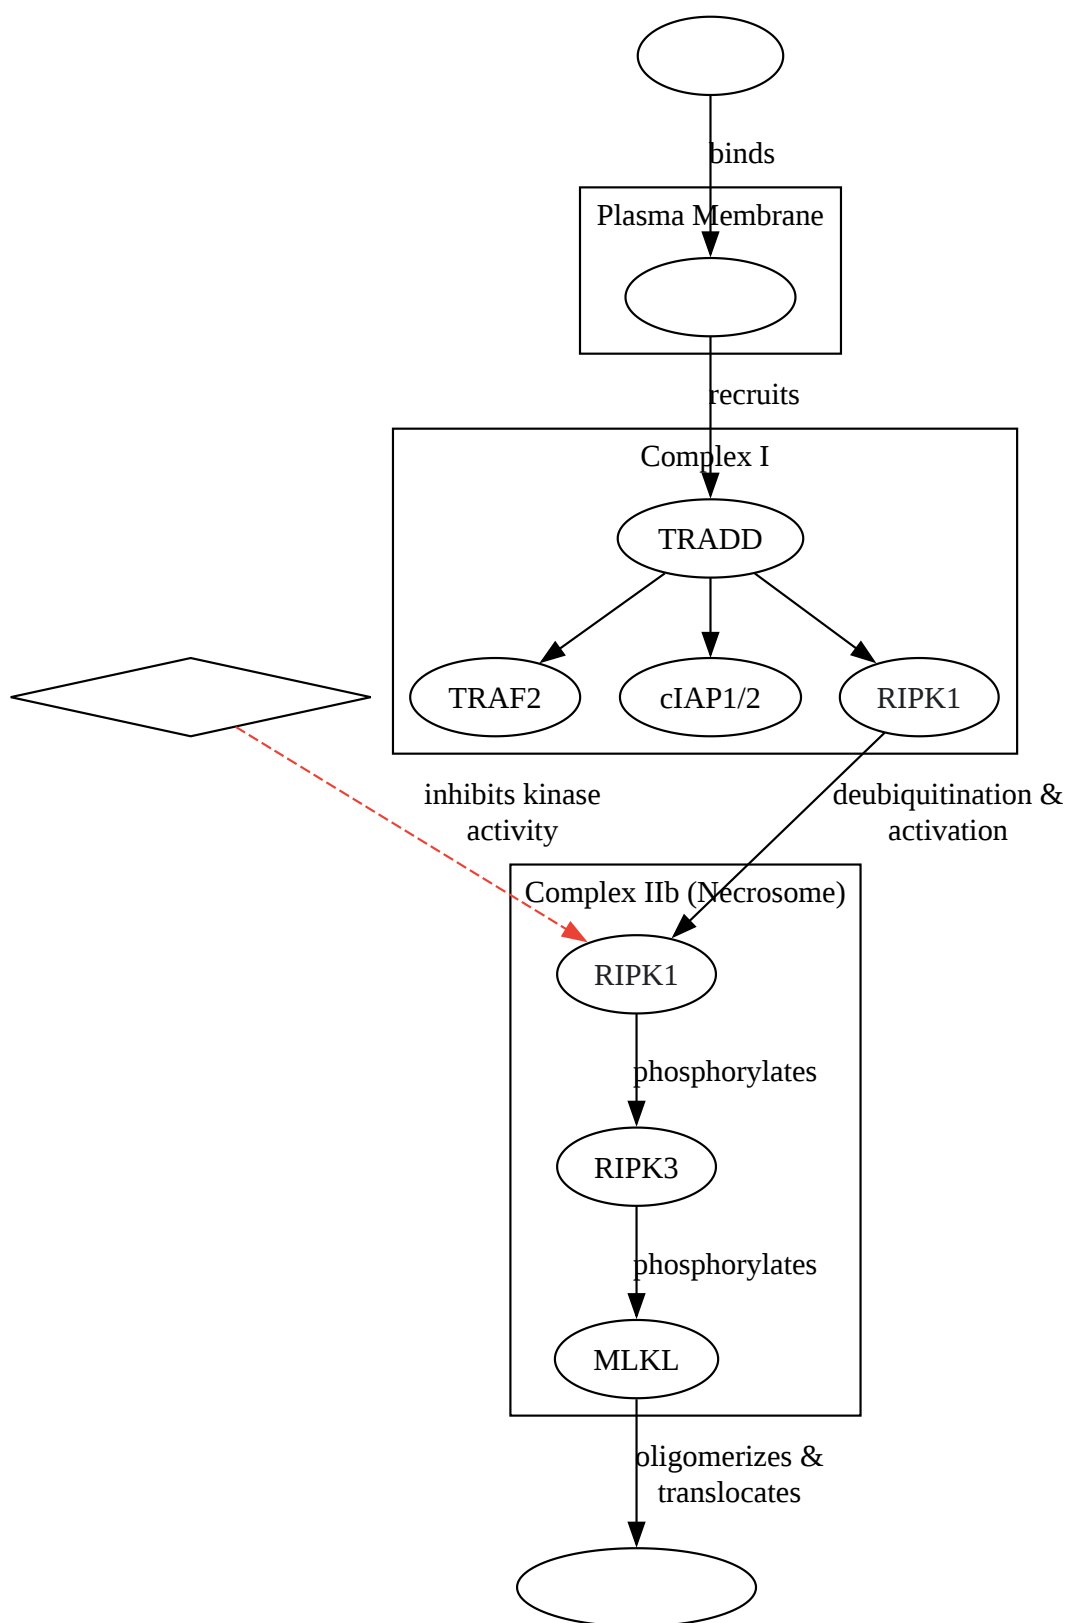 binds
Plasma Membrane
recruits
Complex I
TRADD
TRAF2
cIAP1/2
RIPK1
inhibits kinase
activity
deubiquitination &
activation
Complex IIb (Necrosome)
RIPK1
phosphorylates
RIPK3
phosphorylates
MLKL
oligomerizes &
translocates